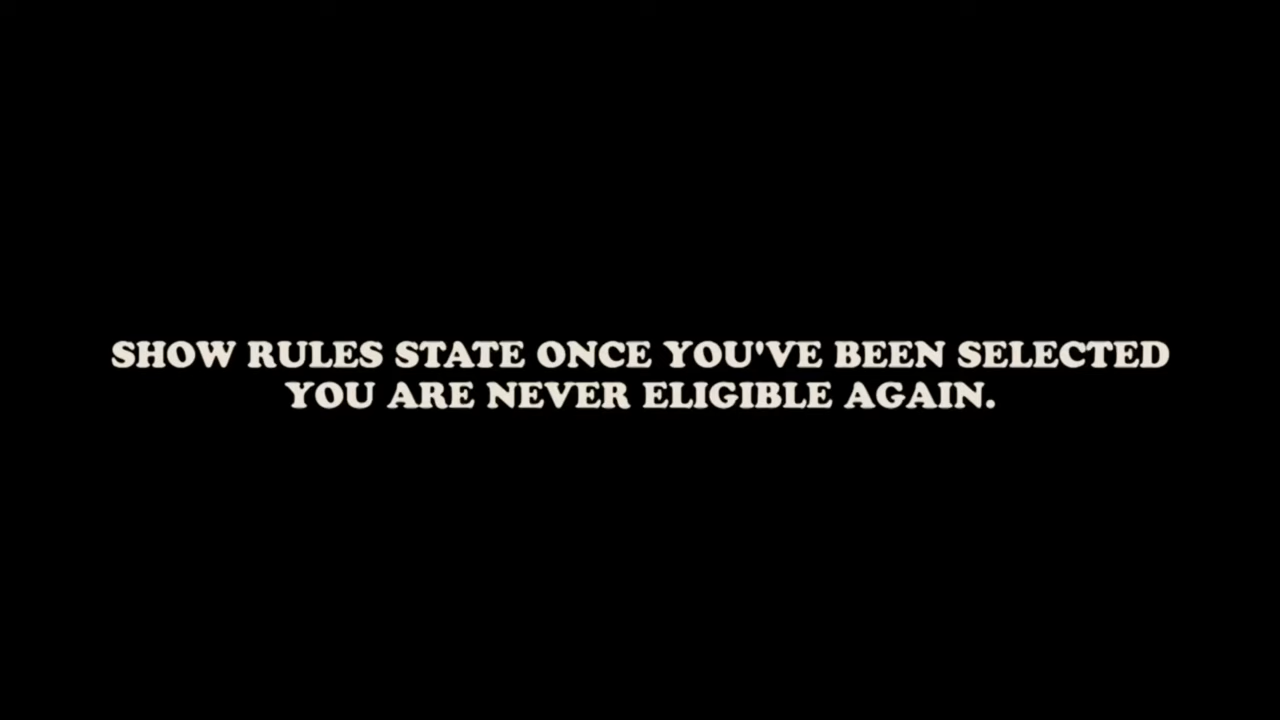 SHOW RULES STATE ONCE YOU'VE BEEN SELECTED
YOU ARE NEVER ELIGIBLE AGAIN.